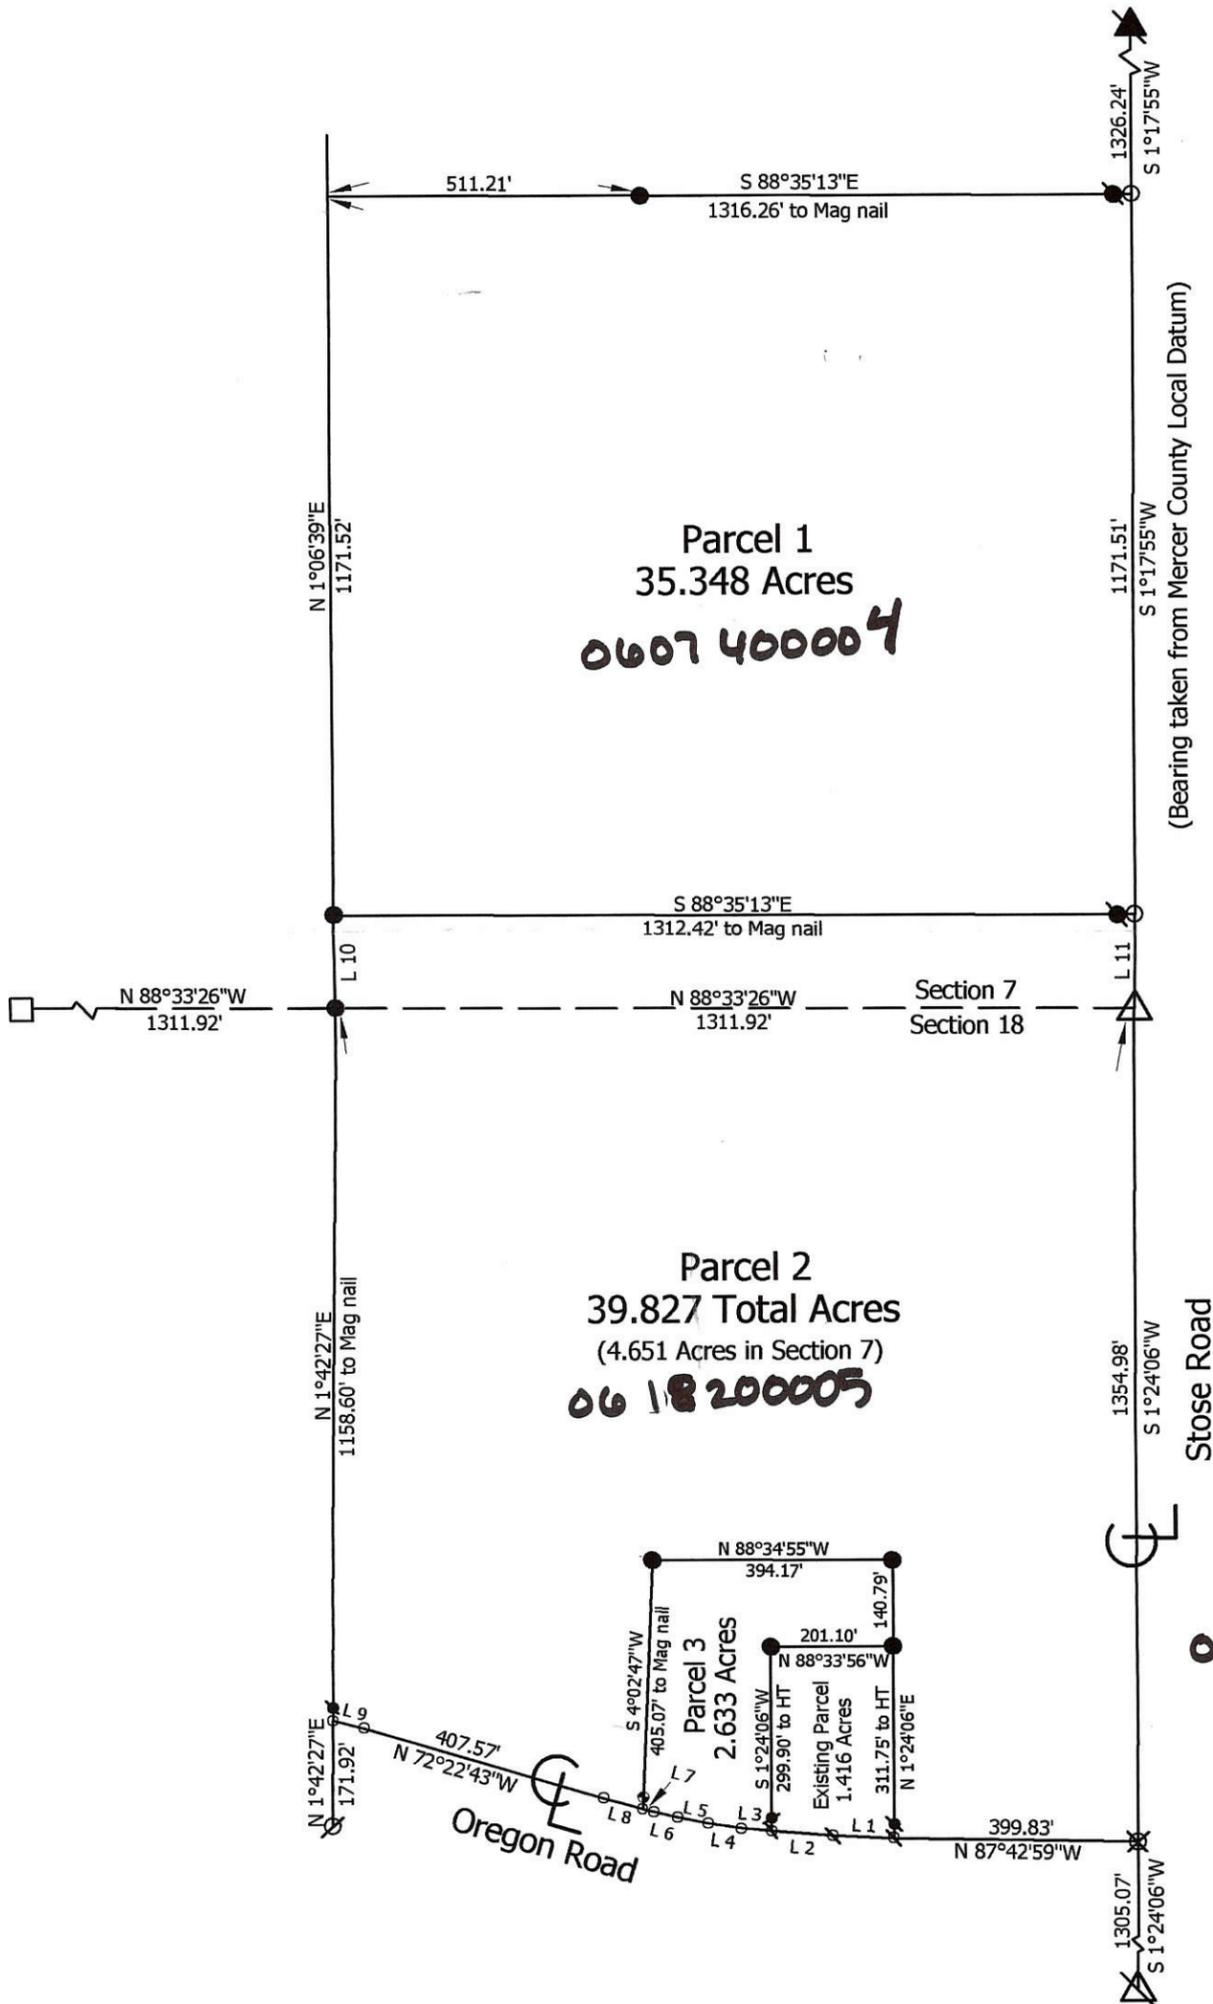 1326.24'
S 1°17'55"W
511.21'
S 88°35'13"E
1316.26' to Mag nail
(Bearing taken from Mercer County Local Datum)
N 1°06'39"E
1171.52'
Parcel 1
35.348 Acres
0607 400004
1171.51'
S 1°17'55"W
S 88°35'13"E
1312.42' to Mag nail
L 10
L 11
N 88°33'26"W
1311.92'
N 88°33'26"W
1311.92'
Section 7
Section 18
Parcel 2
39.827 Total Acres
(4.651 Acres in Section 7)
06 18 200005
N 1°42'27"E
1158.60' to Mag nail
1354.98'
S 1°24'06"W
Stose Road
CL
N 88°34'55"W
394.17'
140.79'
S 4°02'47"W
405.07' to Mag nail
Parcel 3
2.633 Acres
201.10'
N 88°33'56"W
S 1°24'06"W
299.90' to HT
Existing Parcel
1.416 Acres
311.75' to HT
N 1°24'06"E
N 1°42'27"E
171.92'
L 9
407.57'
N 72°22'43"W
CL
Oregon Road
L 8
L 7
L 6
L 5
L 4
L 3
L 2
L 1
399.83'
N 87°42'59"W
1305.07'
S 1°24'06"W